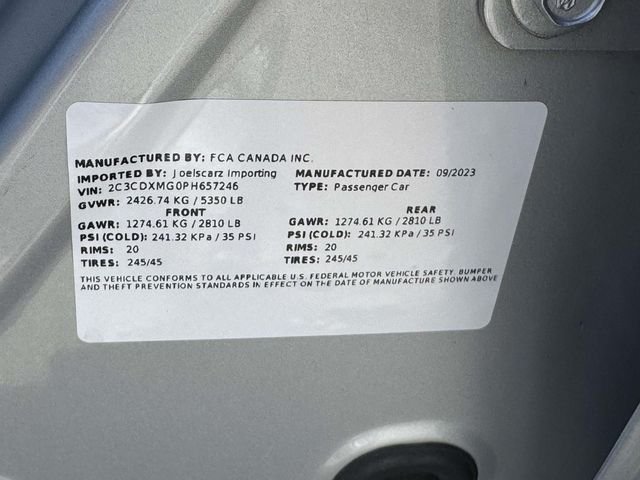 MANUFACTURED BY: FCA CANADA INC.
IMPORTED BY: Joelscarz Importing MANUFACTURED DATE: 09/2023
VIN: 2C3CDXMG0PH657246 TYPE: Passenger Car
GVWR: 2426.74 KG / 5350 LB
FRONT REAR
GAWR: 1274.61 KG / 2810 LB GAWR: 1274.61 KG / 2810 LB
PSI (COLD): 241.32 KPa / 35 PSI PSI (COLD): 241.32 KPa / 35 PSI
RIMS: 20 RIMS: 20
TIRES: 245/45 TIRES: 245/45
THIS VEHICLE CONFORMS TO ALL APPLICABLE U.S. FEDERAL MOTOR VEHICLE SAFETY, BUMPER
AND THEFT PREVENTION STANDARDS IN EFFECT ON THE DATE OF MANUFACTURE SHOWN ABOVE